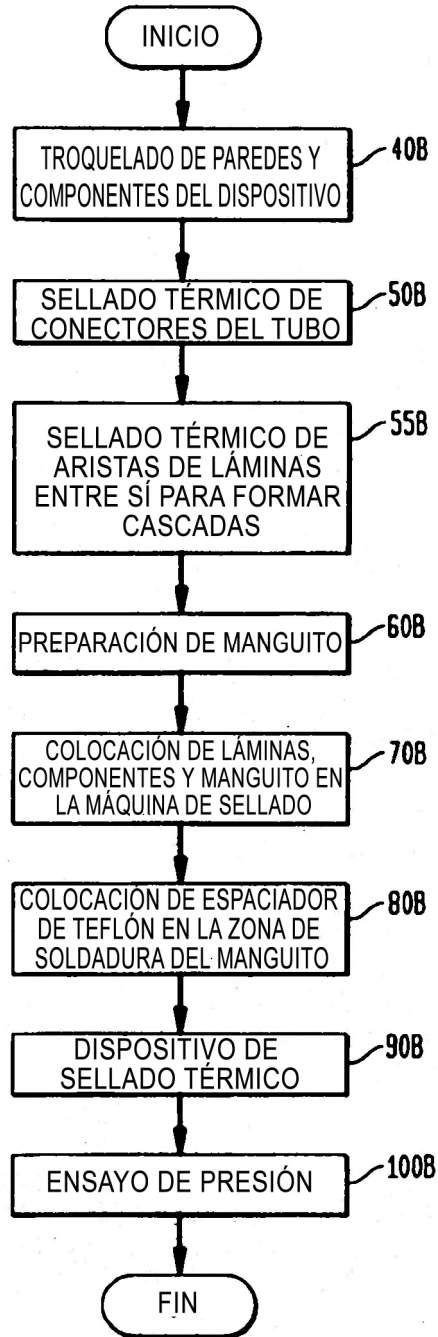 INICIO
TROQUELADO DE PAREDES Y
COMPONENTES DEL DISPOSITIVO
40B
SELLADO TÉRMICO DE
CONECTORES DEL TUBO
50B
SELLADO TÉRMICO DE
ARISTAS DE LÁMINAS
ENTRE SÍ PARA FORMAR
CASCADAS
55B
PREPARACIÓN DE MANGUITO
60B
COLOCACIÓN DE LÁMINAS,
COMPONENTES Y MANGUITO EN
LA MÁQUINA DE SELLADO
70B
COLOCACIÓN DE ESPACIADOR
DE TEFLÓN EN LA ZONA DE
SOLDADURA DEL MANGUITO
80B
DISPOSITIVO DE
SELLADO TÉRMICO
90B
ENSAYO DE PRESIÓN
100B
FIN